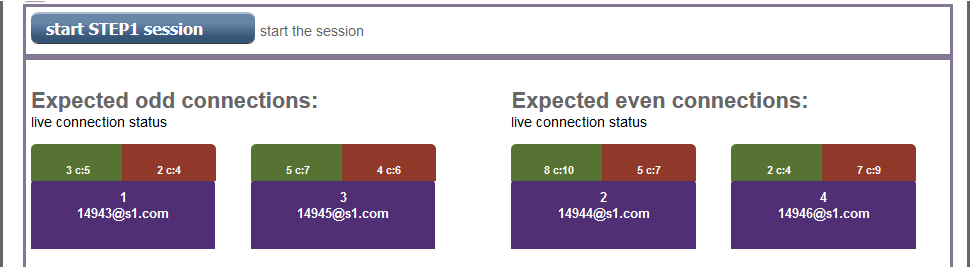 start STEP1 session start the session
Expected odd connections: Expected even connections:
live connection status live connection status
3 c:5 2 c:4 5 c:7 4 c:6 8 c:10 5 c:7 2 c:4 7 c:9
1 3 2 4
14943@s1.com 14945@s1.com 14944@s1.com 14946@s1.com